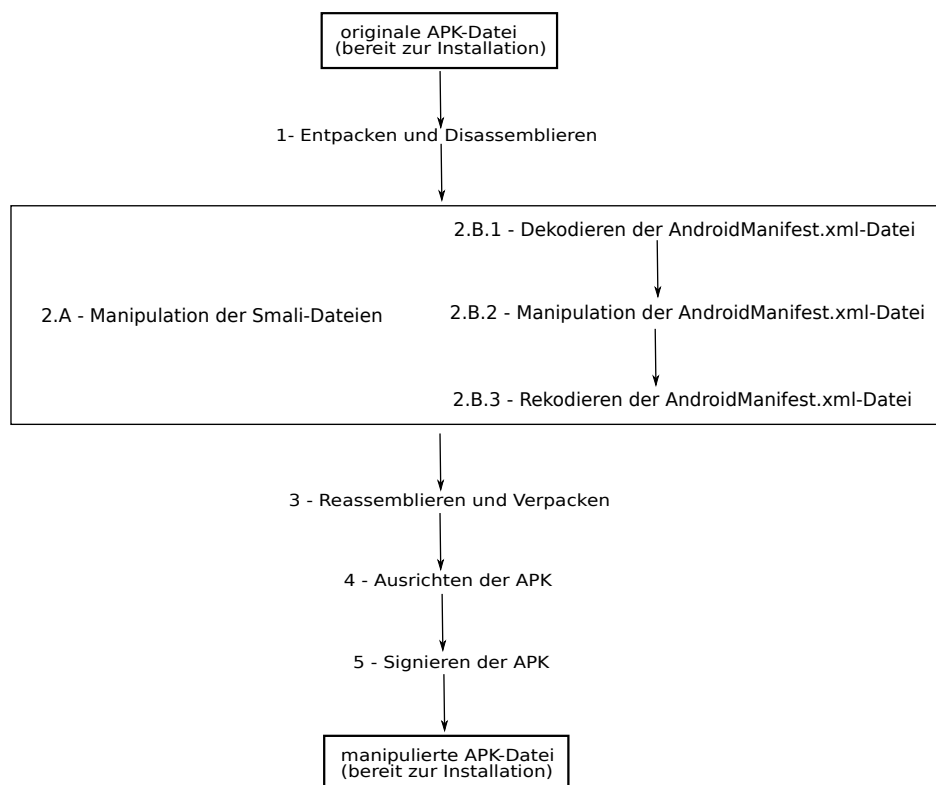 originale APK-Datei
(bereit zur Installation)
1- Entpacken und Disassemblieren
2.B.1 - Dekodieren der AndroidManifest.xml-Datei
2.A - Manipulation der Smali-Dateien
2.B.2 - Manipulation der AndroidManifest.xml-Datei
2.B.3 - Rekodieren der AndroidManifest.xml-Datei
3 - Reassemblieren und Verpacken
4 - Ausrichten der APK
5 - Signieren der APK
manipulierte APK-Datei
(bereit zur Installation)